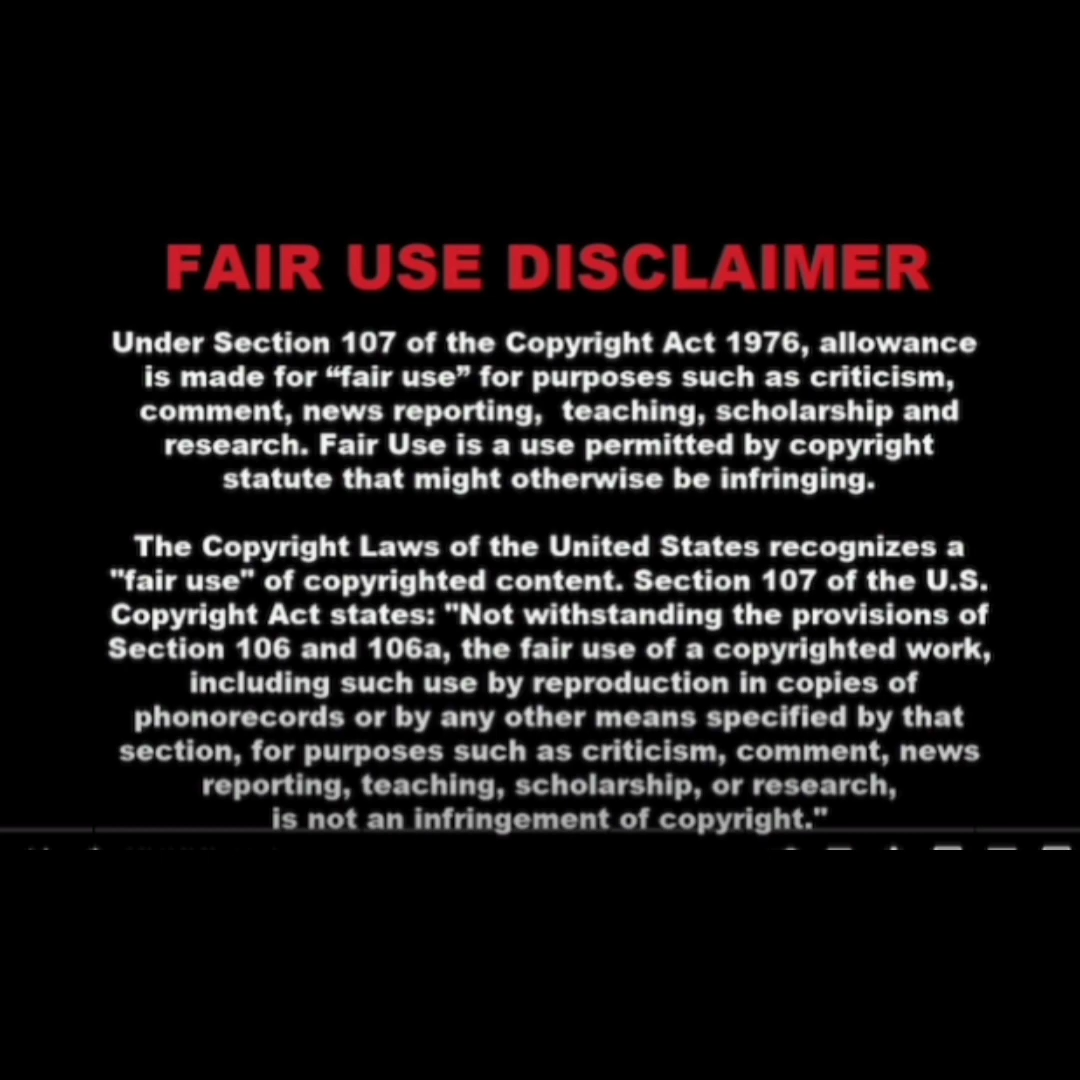 FAIR USE DISCLAIMER
Under Section 107 of the Copyright Act 1976, allowance
is made for “fair use” for purposes such as criticism,
comment, news reporting,  teaching, scholarship and
research. Fair Use is a use permitted by copyright
statute that might otherwise be infringing.
The Copyright Laws of the United States recognizes a
"fair use" of copyrighted content. Section 107 of the U.S.
Copyright Act states: "Not withstanding the provisions of
Section 106 and 106a, the fair use of a copyrighted work,
including such use by reproduction in copies of
phonorecords or by any other means specified by that
section, for purposes such as criticism, comment, news
reporting, teaching, scholarship, or research,
is not an infringement of copyright."